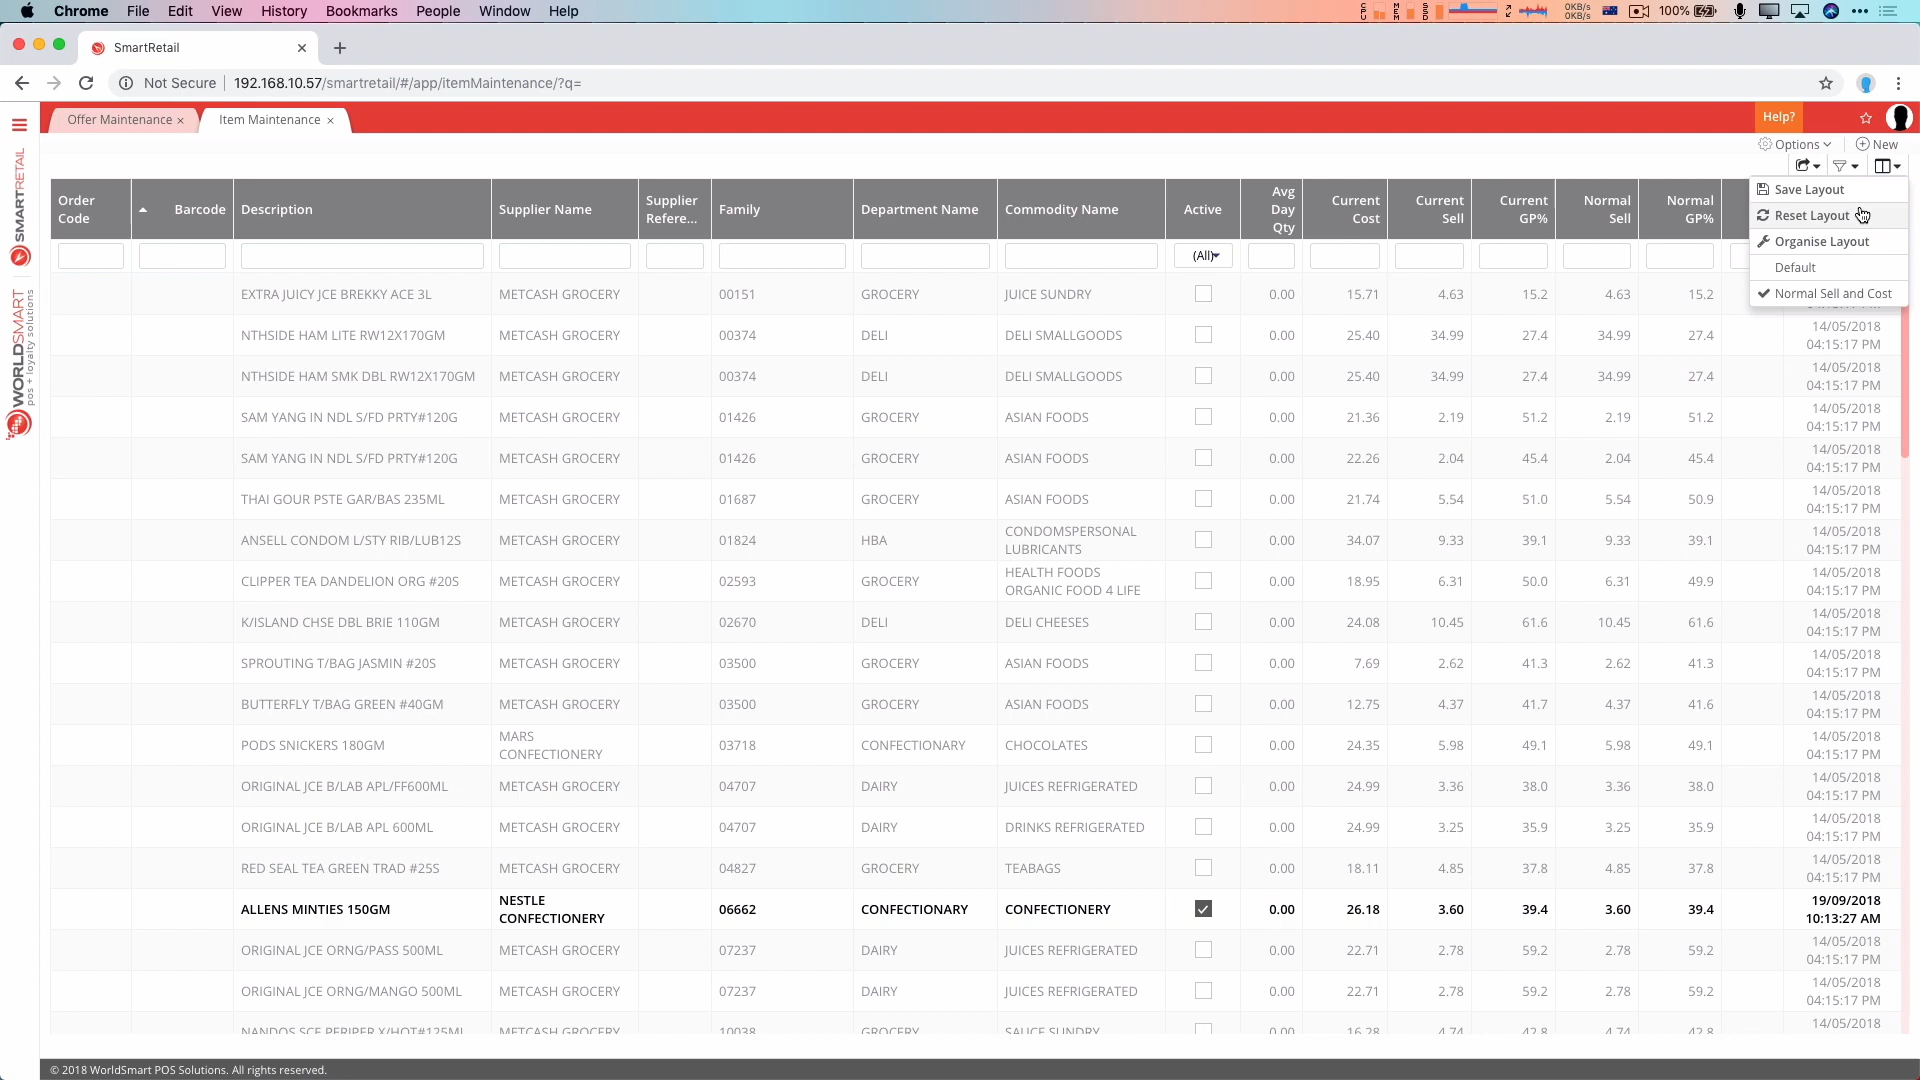 Chrome File Edit View History Bookmarks People Window Help
CPU MEM SSD 0KB/s 0KB/s 100%
SmartRetail
Not Secure 192.168.10.57/smartretail/#/app/itemMaintenance/?q=
Offer Maintenance × Item Maintenance × Help?
Options New
SMARTRETAIL
WORLDSMART
pos + loyalty solutions
Save Layout
Reset Layout
Organise Layout
Default
Normal Sell and Cost
Order Code Barcode Description Supplier Name Supplier Refere... Family Department Name Commodity Name Active Avg Day Qty Current Cost Current Sell Current GP% Normal Sell Normal GP%
(All)
EXTRA JUICY JCE BREKKY ACE 3L METCASH GROCERY 00151 GROCERY JUICE SUNDRY 0.00 15.71 4.63 15.2 4.63 15.2
NTHSIDE HAM LITE RW12X170GM METCASH GROCERY 00374 DELI DELI SMALLGOODS 0.00 25.40 34.99 27.4 34.99 27.4 14/05/2018 04:15:17 PM
NTHSIDE HAM SMK DBL RW12X170GM METCASH GROCERY 00374 DELI DELI SMALLGOODS 0.00 25.40 34.99 27.4 34.99 27.4 14/05/2018 04:15:17 PM
SAM YANG IN NDL S/FD PRTY#120G METCASH GROCERY 01426 GROCERY ASIAN FOODS 0.00 21.36 2.19 51.2 2.19 51.2 14/05/2018 04:15:17 PM
SAM YANG IN NDL S/FD PRTY#120G METCASH GROCERY 01426 GROCERY ASIAN FOODS 0.00 22.26 2.04 45.4 2.04 45.4 14/05/2018 04:15:17 PM
THAI GOUR PSTE GAR/BAS 235ML METCASH GROCERY 01687 GROCERY ASIAN FOODS 0.00 21.74 5.54 51.0 5.54 50.9 14/05/2018 04:15:17 PM
ANSELL CONDOM L/STY RIB/LUB12S METCASH GROCERY 01824 HBA CONDOMSPERSONAL LUBRICANTS 0.00 34.07 9.33 39.1 9.33 39.1 14/05/2018 04:15:17 PM
CLIPPER TEA DANDELION ORG #20S METCASH GROCERY 02593 GROCERY HEALTH FOODS ORGANIC FOOD 4 LIFE 0.00 18.95 6.31 50.0 6.31 49.9 14/05/2018 04:15:17 PM
K/ISLAND CHSE DBL BRIE 110GM METCASH GROCERY 02670 DELI DELI CHEESES 0.00 24.08 10.45 61.6 10.45 61.6 14/05/2018 04:15:17 PM
SPROUTING T/BAG JASMIN #20S METCASH GROCERY 03500 GROCERY ASIAN FOODS 0.00 7.69 2.62 41.3 2.62 41.3 14/05/2018 04:15:17 PM
BUTTERFLY T/BAG GREEN #40GM METCASH GROCERY 03500 GROCERY ASIAN FOODS 0.00 12.75 4.37 41.7 4.37 41.6 14/05/2018 04:15:17 PM
PODS SNICKERS 180GM MARS CONFECTIONERY 03718 CONFECTIONARY CHOCOLATES 0.00 24.35 5.98 49.1 5.98 49.1 14/05/2018 04:15:17 PM
ORIGINAL JCE B/LAB APL/FF600ML METCASH GROCERY 04707 DAIRY JUICES REFRIGERATED 0.00 24.99 3.36 38.0 3.36 38.0 14/05/2018 04:15:17 PM
ORIGINAL JCE B/LAB APL 600ML METCASH GROCERY 04707 DAIRY DRINKS REFRIGERATED 0.00 24.99 3.25 35.9 3.25 35.9 14/05/2018 04:15:17 PM
RED SEAL TEA GREEN TRAD #25S METCASH GROCERY 04827 GROCERY TEABAGS 0.00 18.11 4.85 37.8 4.85 37.8 14/05/2018 04:15:17 PM
ALLENS MINTIES 150GM NESTLE CONFECTIONERY 06662 CONFECTIONARY CONFECTIONERY 0.00 26.18 3.60 39.4 3.60 39.4 19/09/2018 10:13:27 AM
ORIGINAL JCE ORNG/PASS 500ML METCASH GROCERY 07237 DAIRY JUICES REFRIGERATED 0.00 22.71 2.78 59.2 2.78 59.2 14/05/2018 04:15:17 PM
ORIGINAL JCE ORNG/MANGO 500ML METCASH GROCERY 07237 DAIRY JUICES REFRIGERATED 0.00 22.71 2.78 59.2 2.78 59.2 14/05/2018 04:15:17 PM
NANDOS SCE PERIPER X/HOT#125ML METCASH GROCERY 10038 GROCERY SAUCE SUNDRY 0.00 16.28 4.74 42.8 4.74 42.8 14/05/2018
© 2018 WorldSmart POS Solutions. All rights reserved.